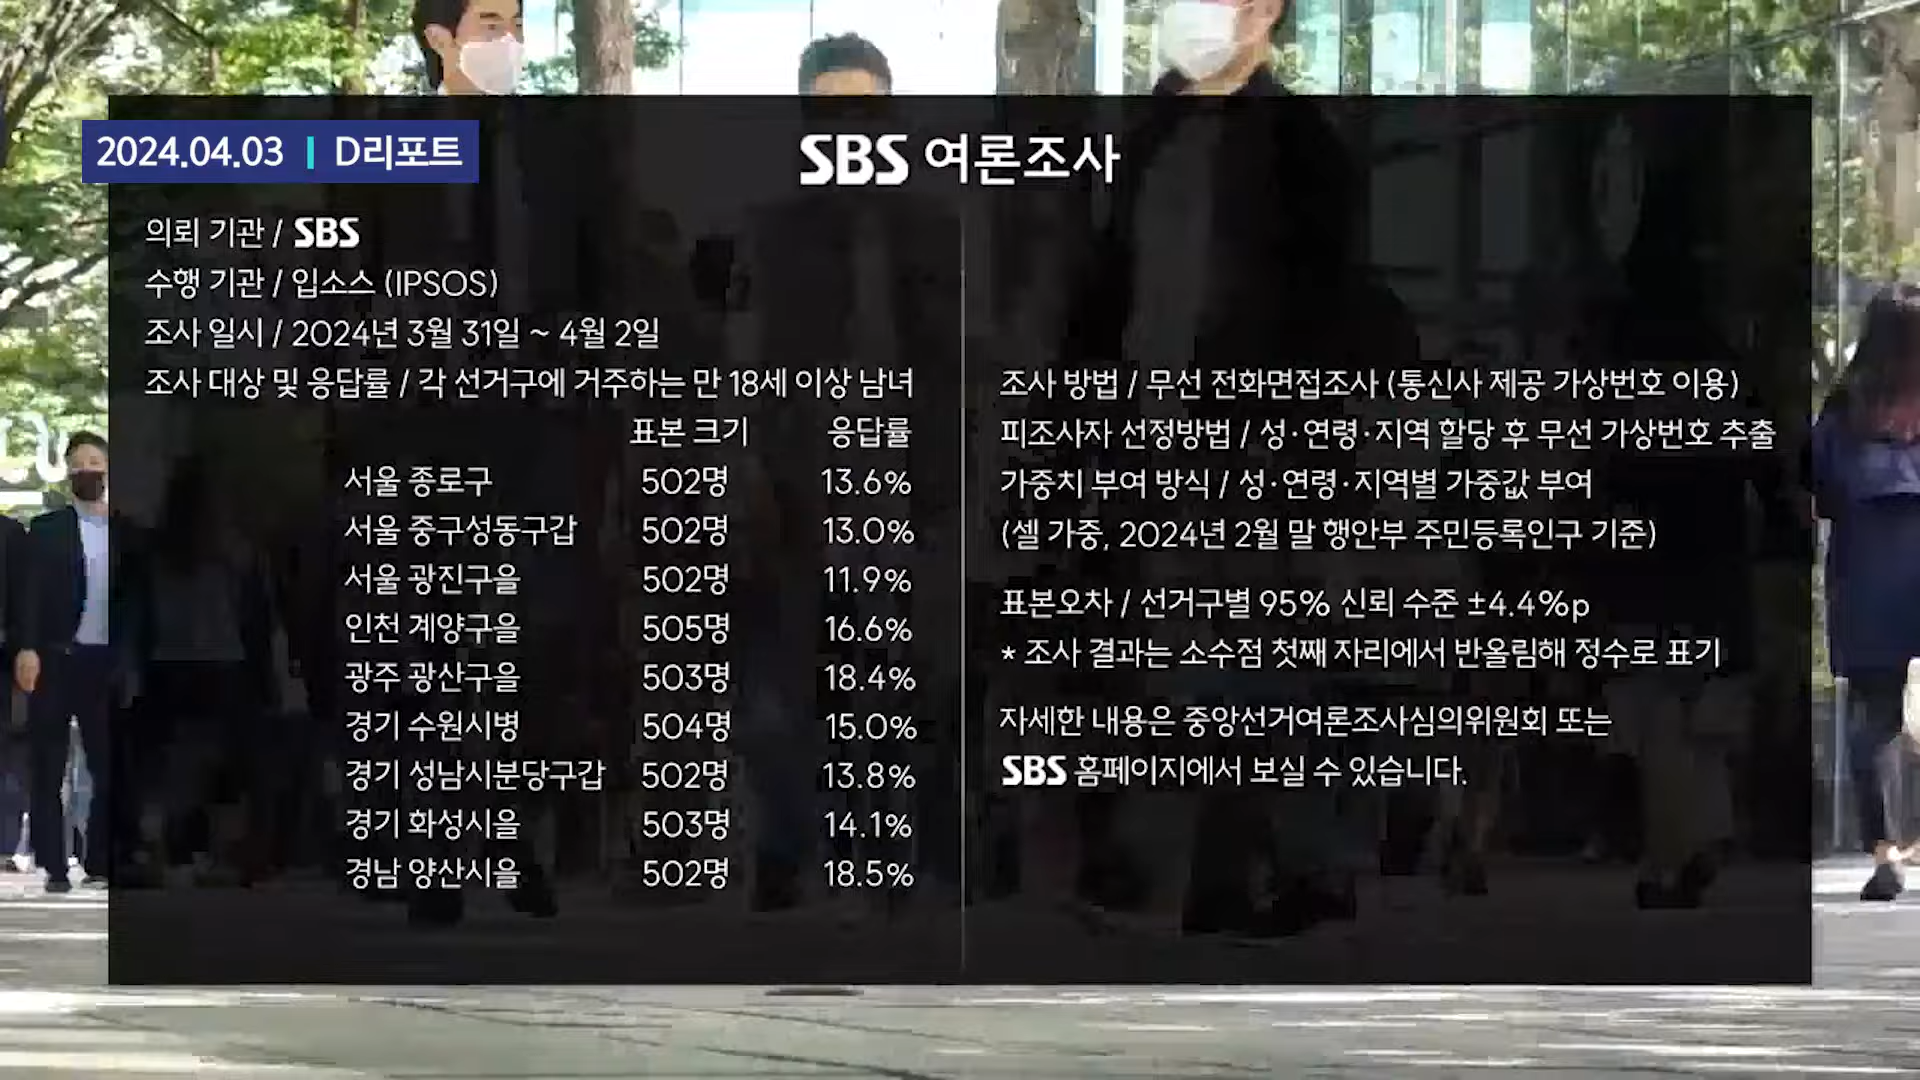 2024.04.03 | D리포트
SBS 여론조사
의뢰 기관 / SBS
수행 기관 / 입소스 (IPSOS)
조사 일시 / 2024년 3월 31일 ~ 4월 2일
조사 대상 및 응답률 / 각 선거구에 거주하는 만 18세 이상 남녀
표본 크기 응답률
서울 종로구 502명 13.6%
서울 중구성동구갑 502명 13.0%
서울 광진구을 502명 11.9%
인천 계양구을 505명 16.6%
광주 광산구을 503명 18.4%
경기 수원시병 504명 15.0%
경기 성남시분당구갑 502명 13.8%
경기 화성시을 503명 14.1%
경남 양산시을 502명 18.5%
조사 방법 / 무선 전화면접조사 (통신사 제공 가상번호 이용)
피조사자 선정방법 / 성·연령·지역 할당 후 무선 가상번호 추출
가중치 부여 방식 / 성·연령·지역별 가중값 부여
(셀 가중, 2024년 2월 말 행안부 주민등록인구 기준)
표본오차 / 선거구별 95% 신뢰 수준 ±4.4%p
* 조사 결과는 소수점 첫째 자리에서 반올림해 정수로 표기
자세한 내용은 중앙선거여론조사심의위원회 또는
SBS 홈페이지에서 보실 수 있습니다.